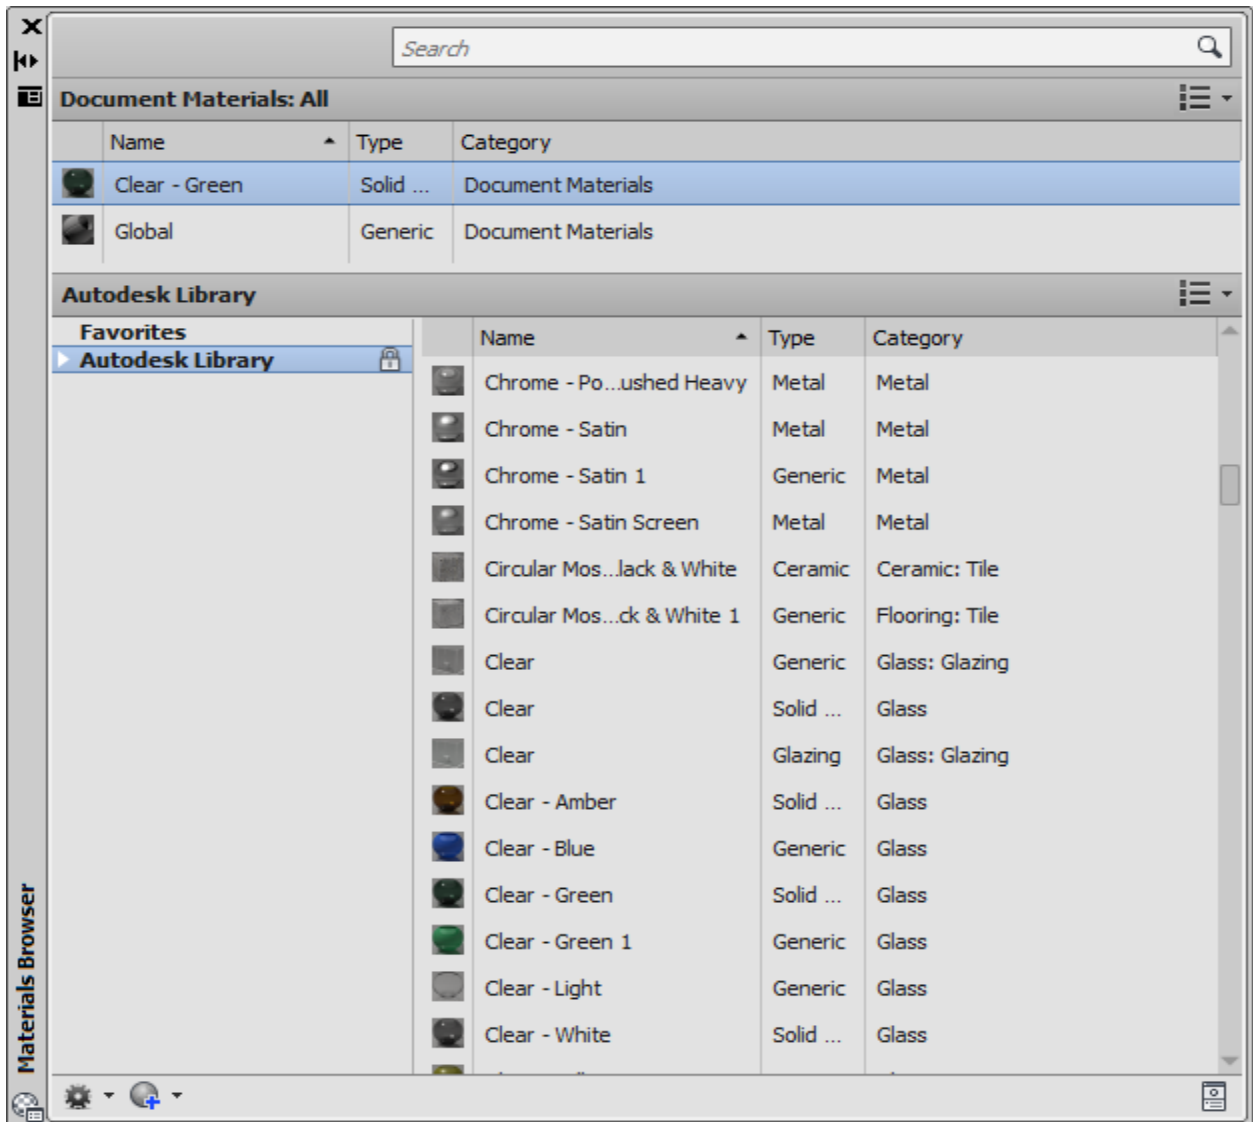 Search
Document Materials: All
Name Type Category
Clear - Green Solid ... Document Materials
Global Generic Document Materials
Autodesk Library
Favorites
Autodesk Library
Name Type Category
Chrome - Po...ushed Heavy Metal Metal
Chrome - Satin Metal Metal
Chrome - Satin 1 Generic Metal
Chrome - Satin Screen Metal Metal
Circular Mos...lack & White Ceramic Ceramic: Tile
Circular Mos...ck & White 1 Generic Flooring: Tile
Clear Generic Glass: Glazing
Clear Solid ... Glass
Clear Glazing Glass: Glazing
Clear - Amber Solid ... Glass
Clear - Blue Generic Glass
Clear - Green Solid ... Glass
Clear - Green 1 Generic Glass
Clear - Light Generic Glass
Clear - White Solid ... Glass
Materials Browser